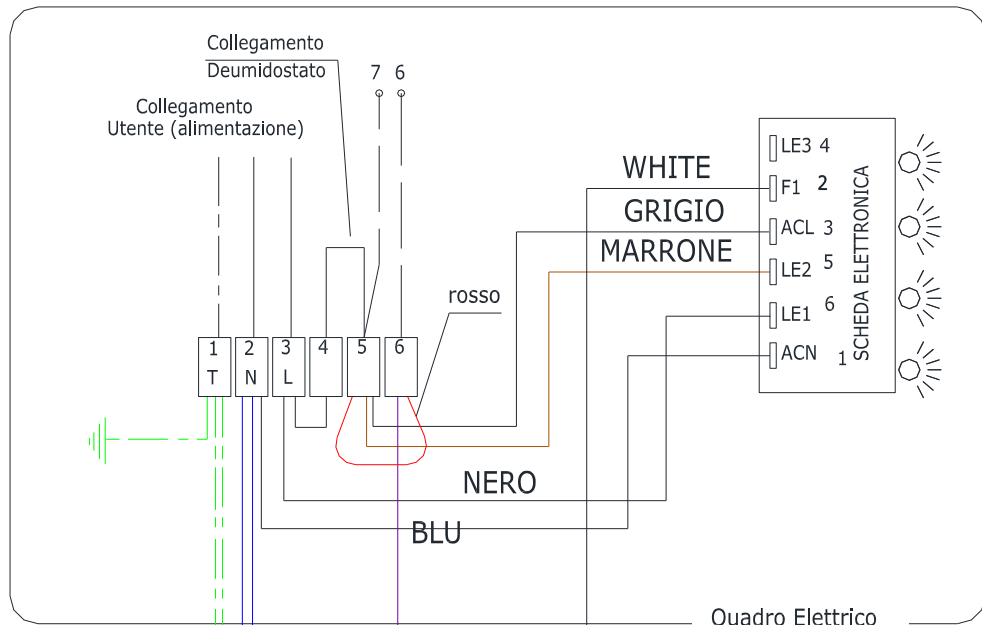 Collegamento
Deumidostato
7 6
Collegamento
Utente (alimentazione)
WHITE
GRIGIO
MARRONE
rosso
LE3 4
F1 2
ACL 3
LE2 5
LE1 6
ACN 1
SCHEDA ELETTRONICA
1 2 3 4 5 6
T N L
NERO
BLU
Quadro Elettrico